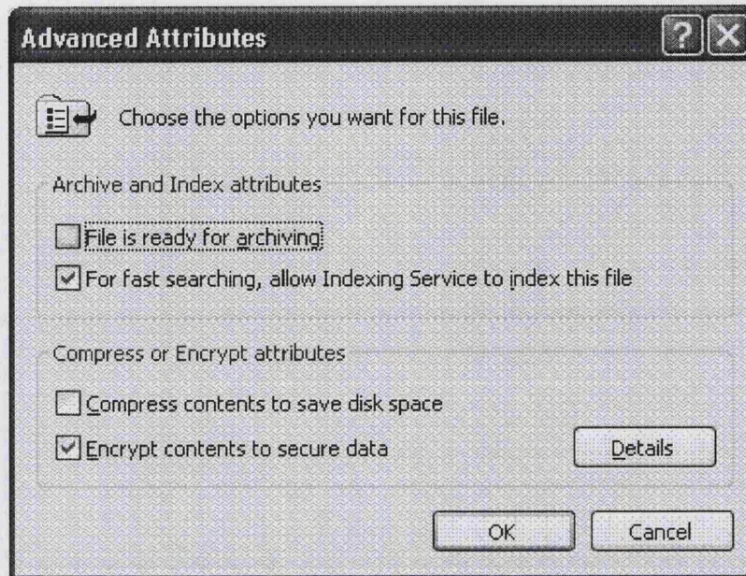 Advanced Attributes
Choose the options you want for this file.
Archive and Index attributes
File is ready for archiving
For fast searching, allow Indexing Service to index this file
Compress or Encrypt attributes
Compress contents to save disk space
Encrypt contents to secure data
Details
OK
Cancel